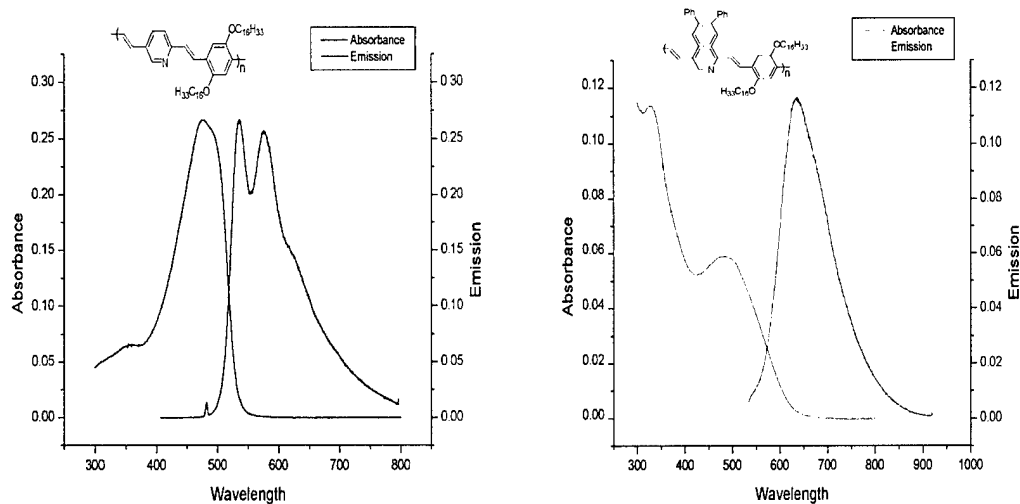 OC16H33
N
n
H33C16O
Absorbance
Emission
0.30
0.25
0.20
0.15
0.10
0.05
0.00
Absorbance
0.30
0.25
0.20
0.15
0.10
0.05
0.00
Emission
300 400 500 600 700 800
Wavelength
Ph Ph
OC16H33
N
n
H33C16O
Absorbance
Emission
0.12
0.10
0.08
0.06
0.04
0.02
0.00
Absorbance
0.12
0.10
0.08
0.06
0.04
0.02
0.00
Emission
300 400 500 600 700 800 900 1000
Wavelength